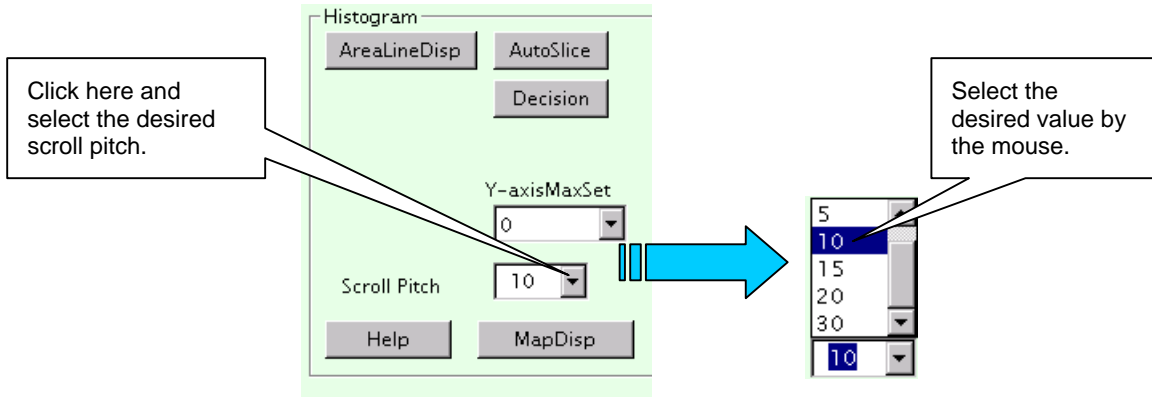 Histogram
AreaLineDisp AutoSlice
Decision
Click here and
select the desired
scroll pitch.
Y-axisMaxSet
0
Scroll Pitch 10
Help MapDisp
Select the
desired value by
the mouse.
5
10
15
20
30
10